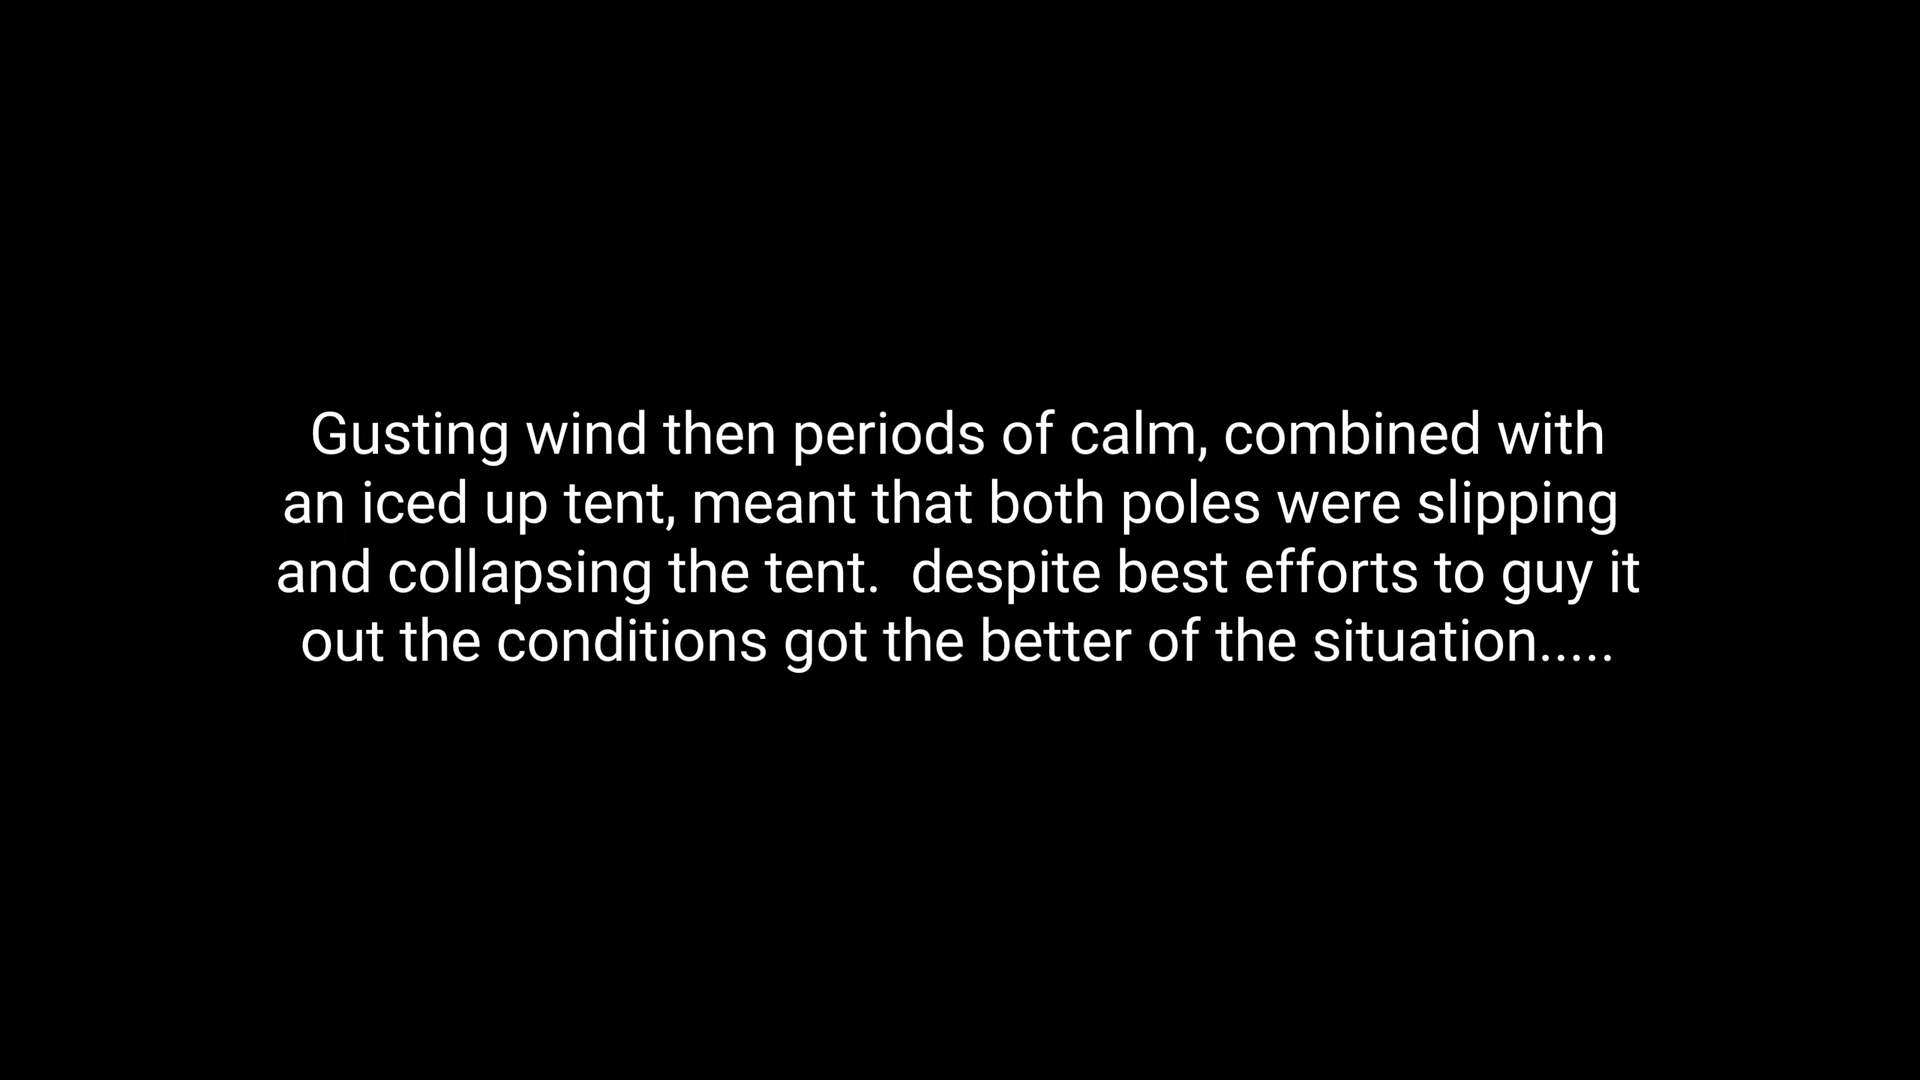 Gusting wind then periods of calm, combined with
an iced up tent, meant that both poles were slipping
and collapsing the tent.  despite best efforts to guy it
out the conditions got the better of the situation.....